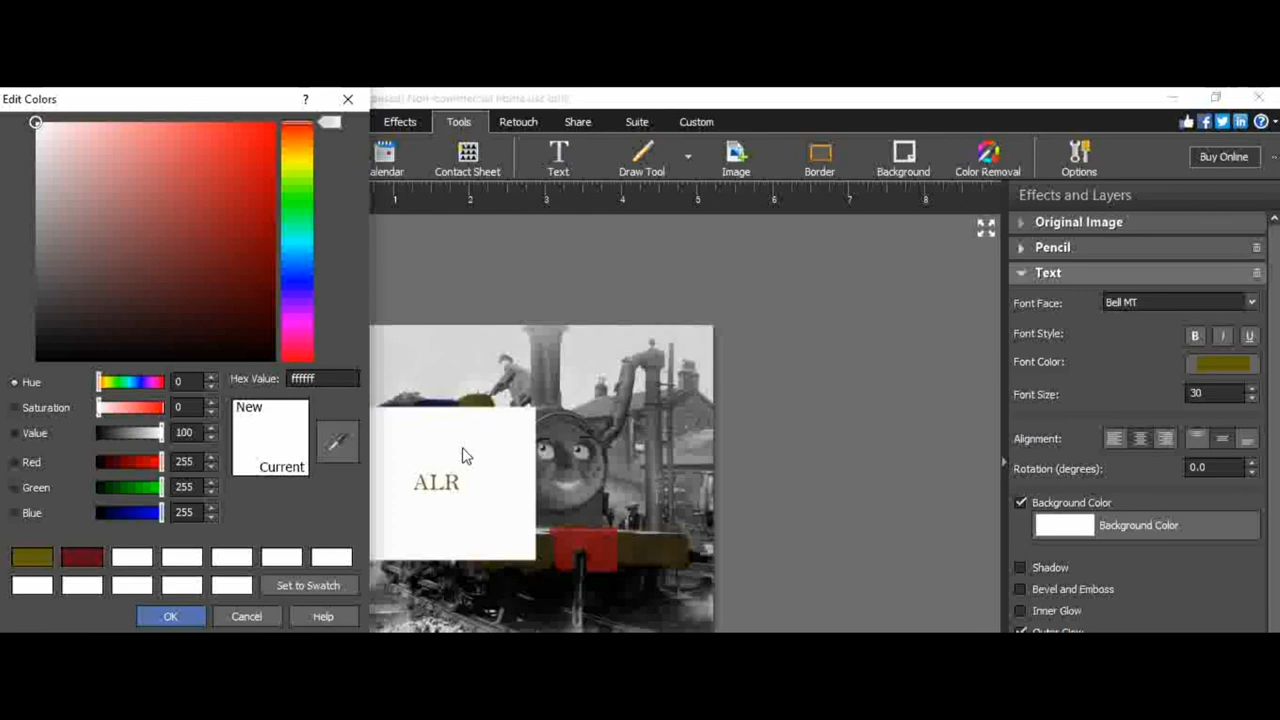 Edit Colors
?
Effects
Tools
Retouch
Share
Suite
Custom
Contact Sheet
Text
Draw Tool
Image
Border
Background
Color Removal
Options
Buy Online
1 2 3 4 5 6 7 8
Effects and Layers
Original Image
Pencil
Text
Font Face: Bell MT
Font Style: B I U
Font Color:
Font Size: 30
Alignment:
Rotation (degrees): 0.0
Background Color
Background Color
Shadow
Bevel and Emboss
Inner Glow
ALR
Hue 0
Saturation 0
Value 100
Red 255
Green 255
Blue 255
Hex Value: ffffff
New
Current
Set to Swatch
OK
Cancel
Help